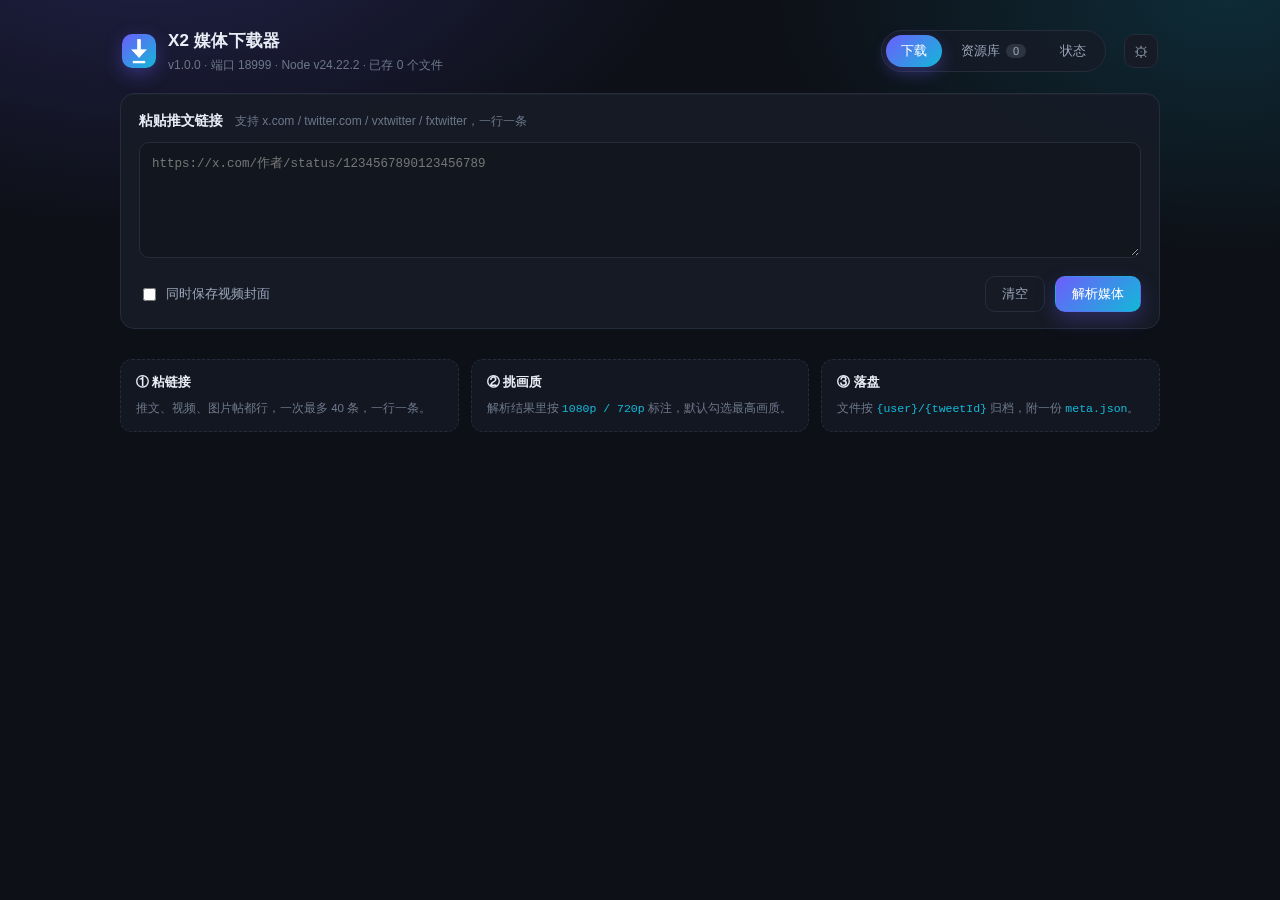 X2 媒体下载器
v1.0.0 · 端口 18999 · Node v24.22.2 · 已存 0 个文件
下载
资源库 0
状态
粘贴推文链接 支持 x.com / twitter.com / vxtwitter / fxtwitter，一行一条
https://x.com/作者/status/1234567890123456789
同时保存视频封面
清空
解析媒体
① 粘链接
推文、视频、图片帖都行，一次最多 40 条，一行一条。
② 挑画质
解析结果里按 1080p / 720p 标注，默认勾选最高画质。
③ 落盘
文件按 {user}/{tweetId} 归档，附一份 meta.json。